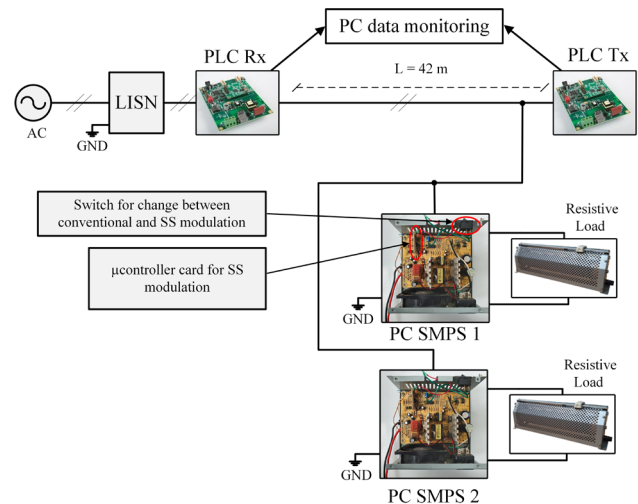 PC data monitoring
PLC Rx
PLC Tx
L = 42 m
LISN
AC
GND
Switch for change between
conventional and SS modulation
µcontroller card for SS
modulation
Resistive
Load
GND
PC SMPS 1
Resistive
Load
GND
PC SMPS 2